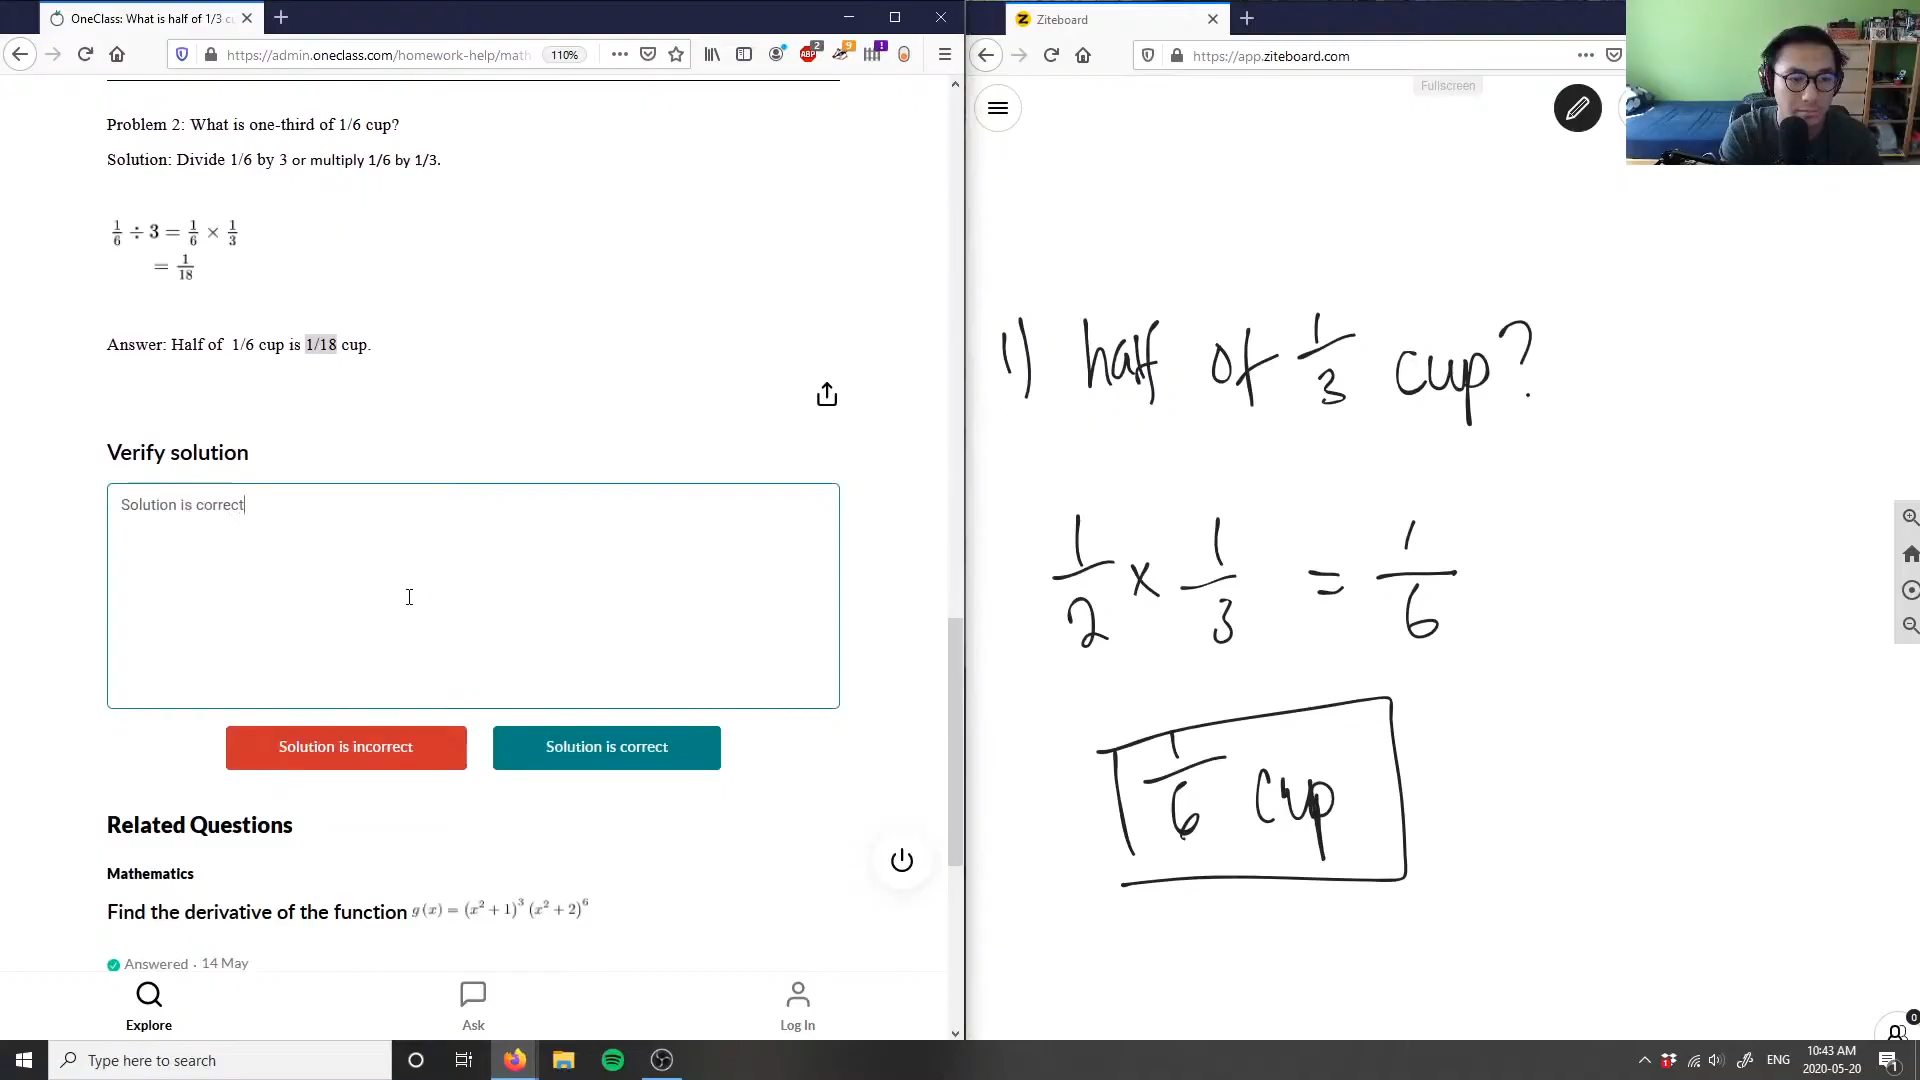 OneClass: What is half of 1/3 c
https://admin.oneclass.com/homework-help/math
110%
ABP
2
9
!
Problem 2: What is one-third of 1/6 cup?
Solution: Divide 1/6 by 3 or multiply 1/6 by 1/3.
1/6 ÷ 3 = 1/6 × 1/3
= 1/18
Answer: Half of 1/6 cup is 1/18 cup.
Verify solution
Solution is correct
Solution is incorrect
Solution is correct
Related Questions
Mathematics
Find the derivative of the function g(x) = (x² + 1)³ (x² + 2)⁶
Answered · 14 May
Explore
Ask
Log In
Z Ziteboard
https://app.ziteboard.com
Fullscreen
1) half of 1/3 cup?
1/2 x 1/3 = 1/6
1/6 cup
0
Type here to search
ENG
10:43 AM
2020-05-20
1